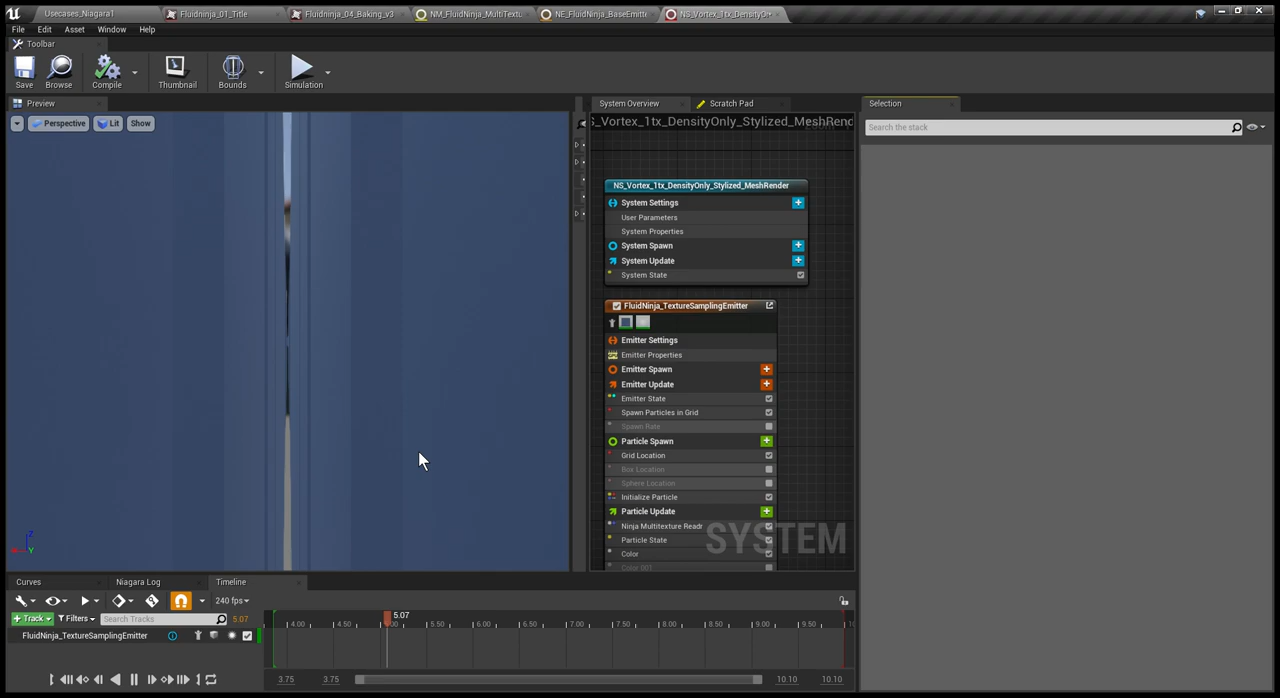 Usecases_Niagara1
Fluidninja_01_Title
Fluidninja_04_Baking_v3
NM_FluidNinja_MultiTextu
NE_FluidNinja_BaseEmitte
NS_Vortex_1tx_DensityOr•
File Edit Asset Window Help
Toolbar
Save Browse Compile Thumbnail Bounds Simulation
Preview
System Overview
Scratch Pad
Selection
Perspective Lit Show
S_Vortex_1tx_DensityOnly_Stylized_MeshRend
Search the stack
NS_Vortex_1tx_DensityOnly_Stylized_MeshRender
System Settings
User Parameters
System Properties
System Spawn
System Update
System State
FluidNinja_TextureSamplingEmitter
Emitter Settings
Emitter Properties
Emitter Spawn
Emitter Update
Emitter State
Spawn Particles in Grid
Spawn Rate
Particle Spawn
Grid Location
Box Location
Sphere Location
Initialize Particle
Particle Update
Ninja Multitexture Readr
Particle State
Color
Color 001
SYSTEM
Z
Y
Curves
Niagara Log
Timeline
240 fps
+ Track Filters Search Tracks 5.07
5.07
4.00 4.50 5.00 5.50 6.00 6.50 7.00 7.50 8.00 8.50 9.00 9.50 10
FluidNinja_TextureSamplingEmitter
3.75 3.75 10.10 10.10